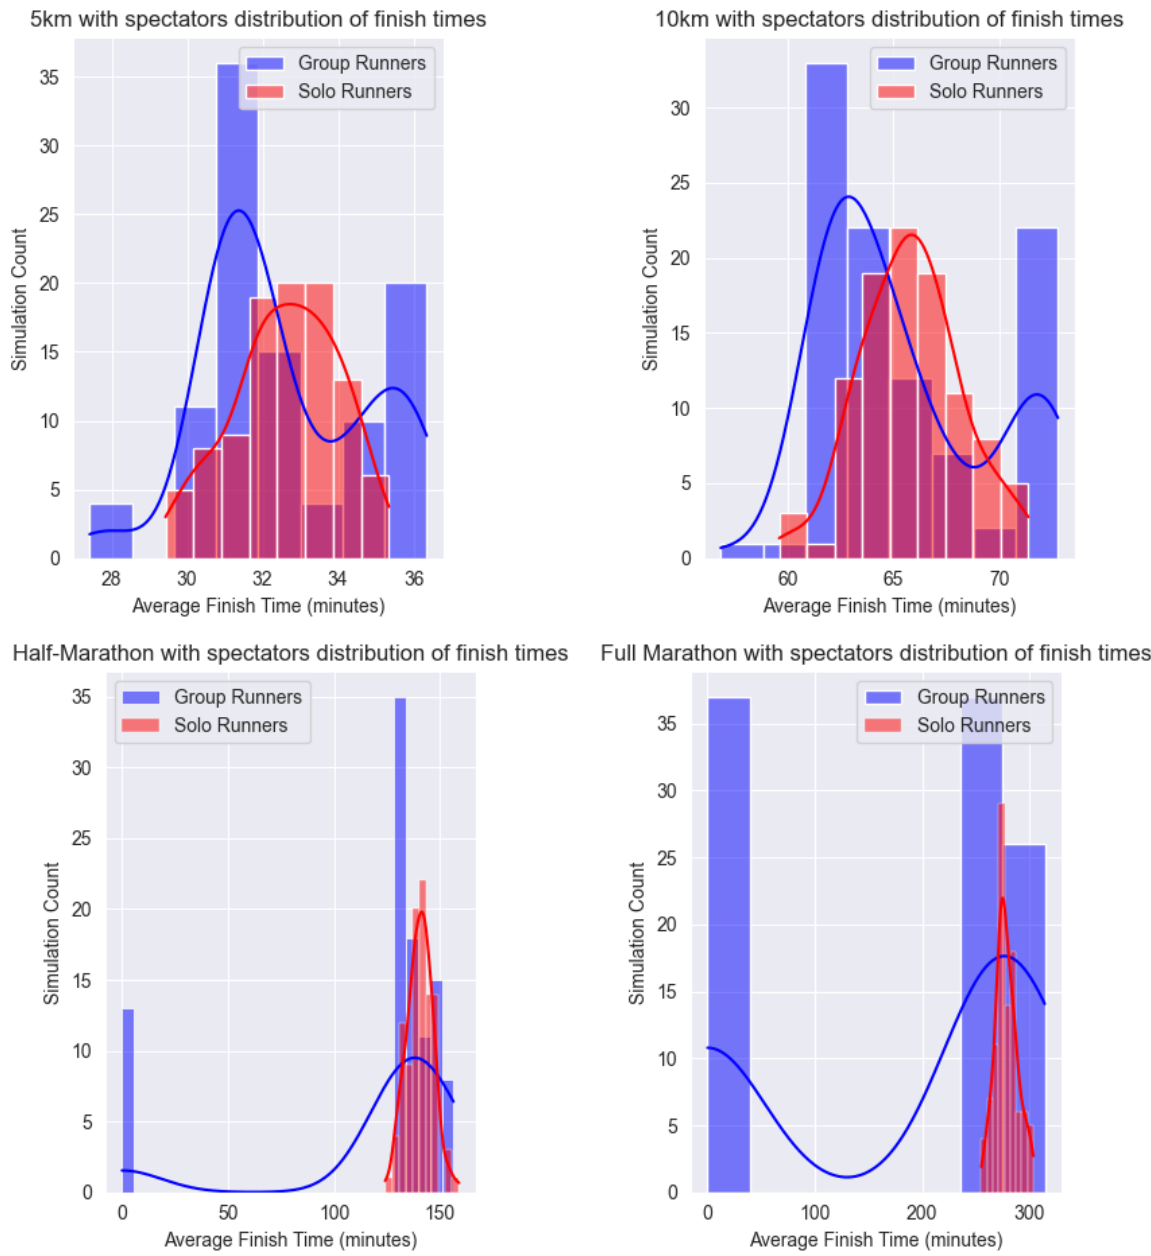 5km with spectators distribution of finish times
Group Runners
Solo Runners
35
30
25
20
15
10
5
0
Simulation Count
28
30
32
34
36
Average Finish Time (minutes)
10km with spectators distribution of finish times
Group Runners
Solo Runners
30
25
20
15
10
5
0
Simulation Count
60
65
70
Average Finish Time (minutes)
Half-Marathon with spectators distribution of finish times
Group Runners
Solo Runners
35
30
25
20
15
10
5
0
Simulation Count
0
50
100
150
Average Finish Time (minutes)
Full Marathon with spectators distribution of finish times
Group Runners
Solo Runners
35
30
25
20
15
10
5
0
Simulation Count
0
100
200
300
Average Finish Time (minutes)